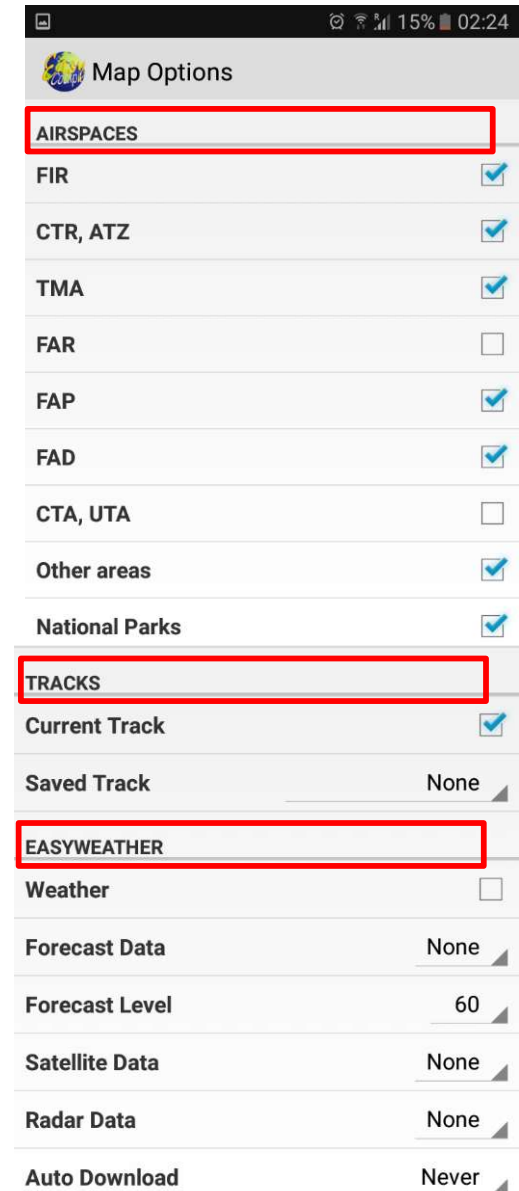 15% 02:24
Map Options
AIRSPACES
FIR
CTR, ATZ
TMA
FAR
FAP
FAD
CTA, UTA
Other areas
National Parks
TRACKS
Current Track
Saved Track None
EASYWEATHER
Weather
Forecast Data None
Forecast Level 60
Satellite Data None
Radar Data None
Auto Download Never